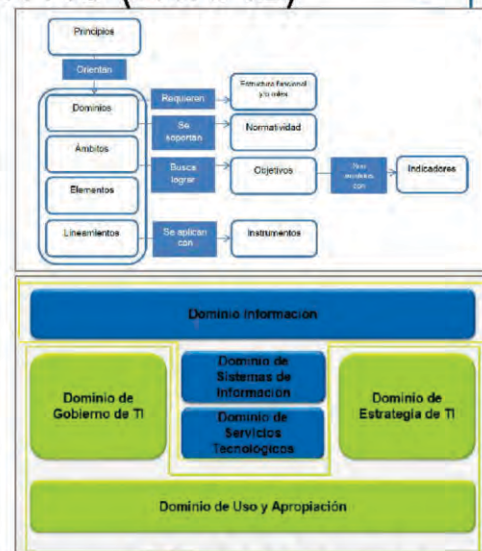 Principios
Orientan
Dominios
Requieren
Estructura funcional
Se
soportan
Normatividad
Ámbitos
Busca
lograr
Objetivos
con
Indicadores
Elementos
Lineamientos
Se aplican
con
Instrumentos
Dominio Información
Dominio de
Gobierno de TI
Dominio de
Sistemas de
Información
Dominio de
Servicios
Tecnológicos
Dominio de
Estrategia de TI
Dominio de Uso y Apropiación